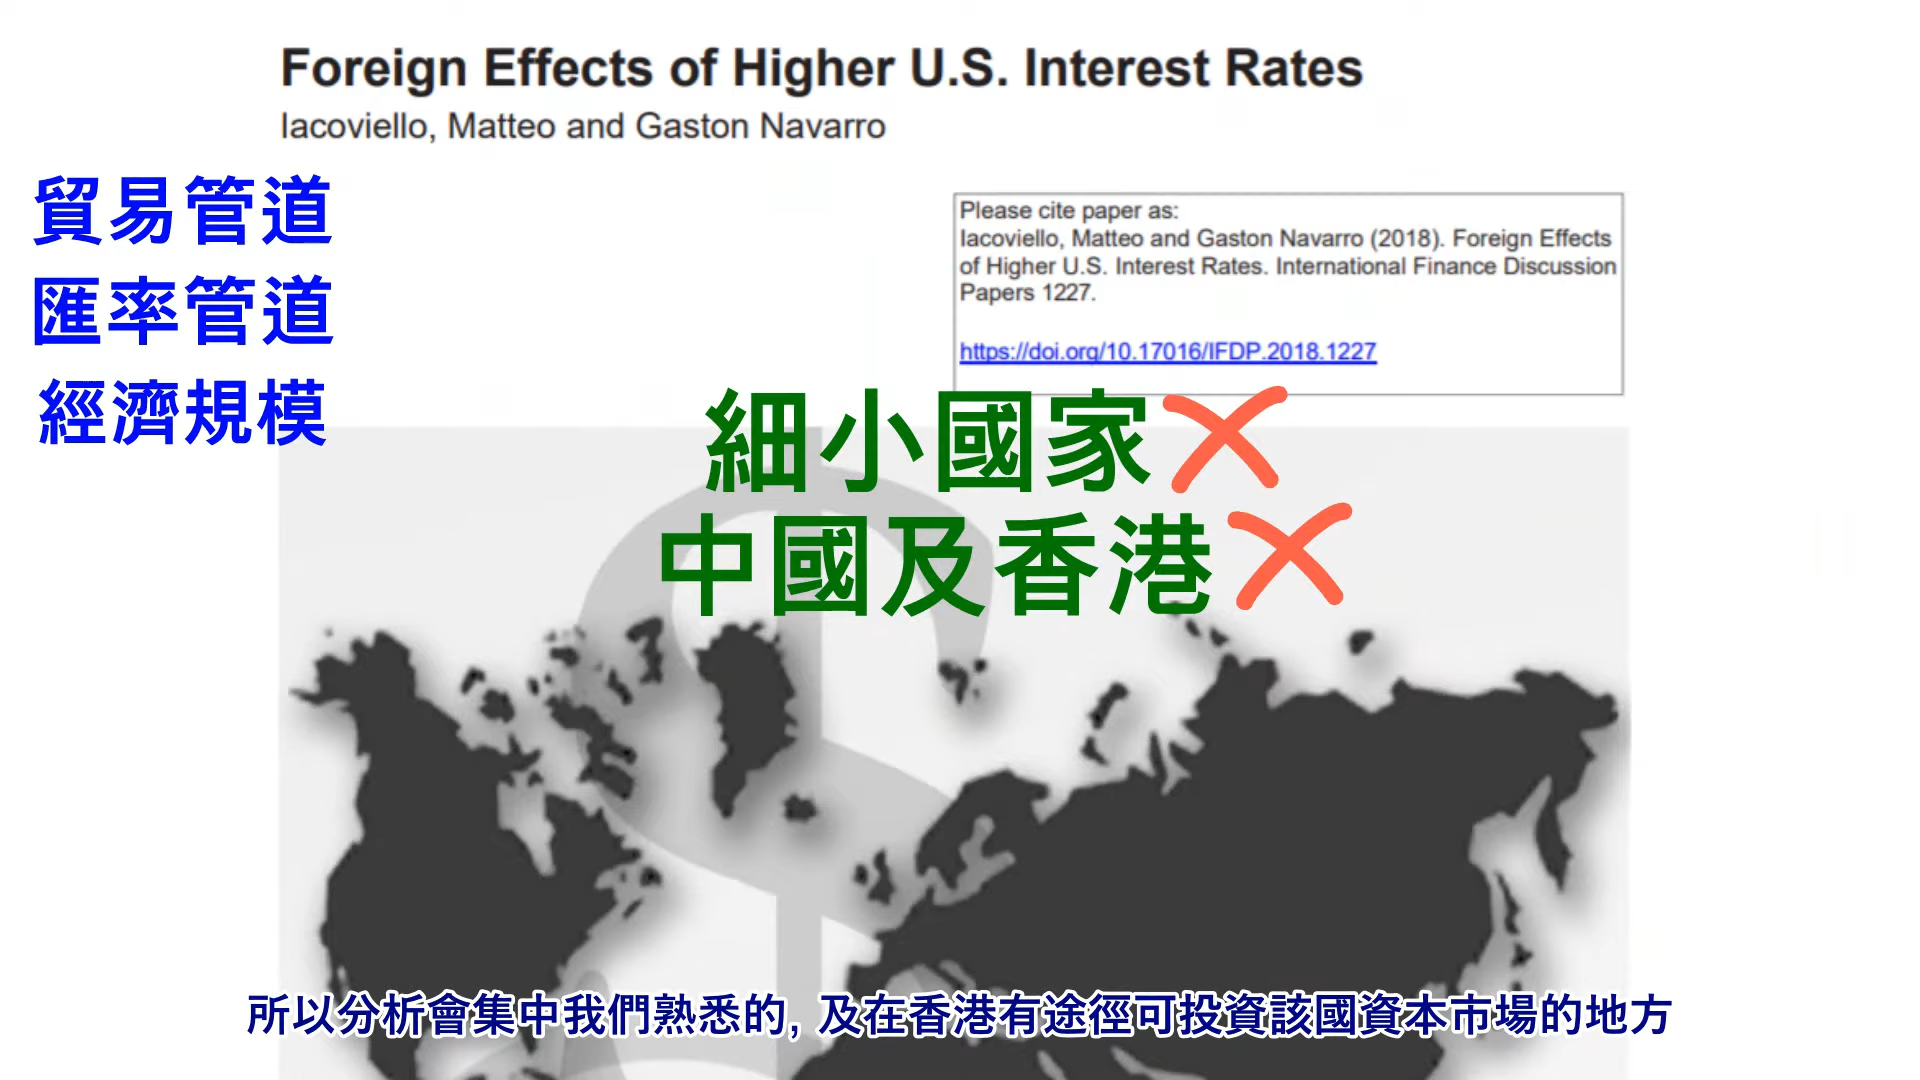 Foreign Effects of Higher U.S. Interest Rates
Iacoviello, Matteo and Gaston Navarro
貿易管道
匯率管道
經濟規模
Please cite paper as:
Iacoviello, Matteo and Gaston Navarro (2018). Foreign Effects
of Higher U.S. Interest Rates. International Finance Discussion
Papers 1227.
https://doi.org/10.17016/IFDP.2018.1227
細小國家
中國及香港
所以分析會集中我們熟悉的, 及在香港有途徑可投資該國資本市場的地方